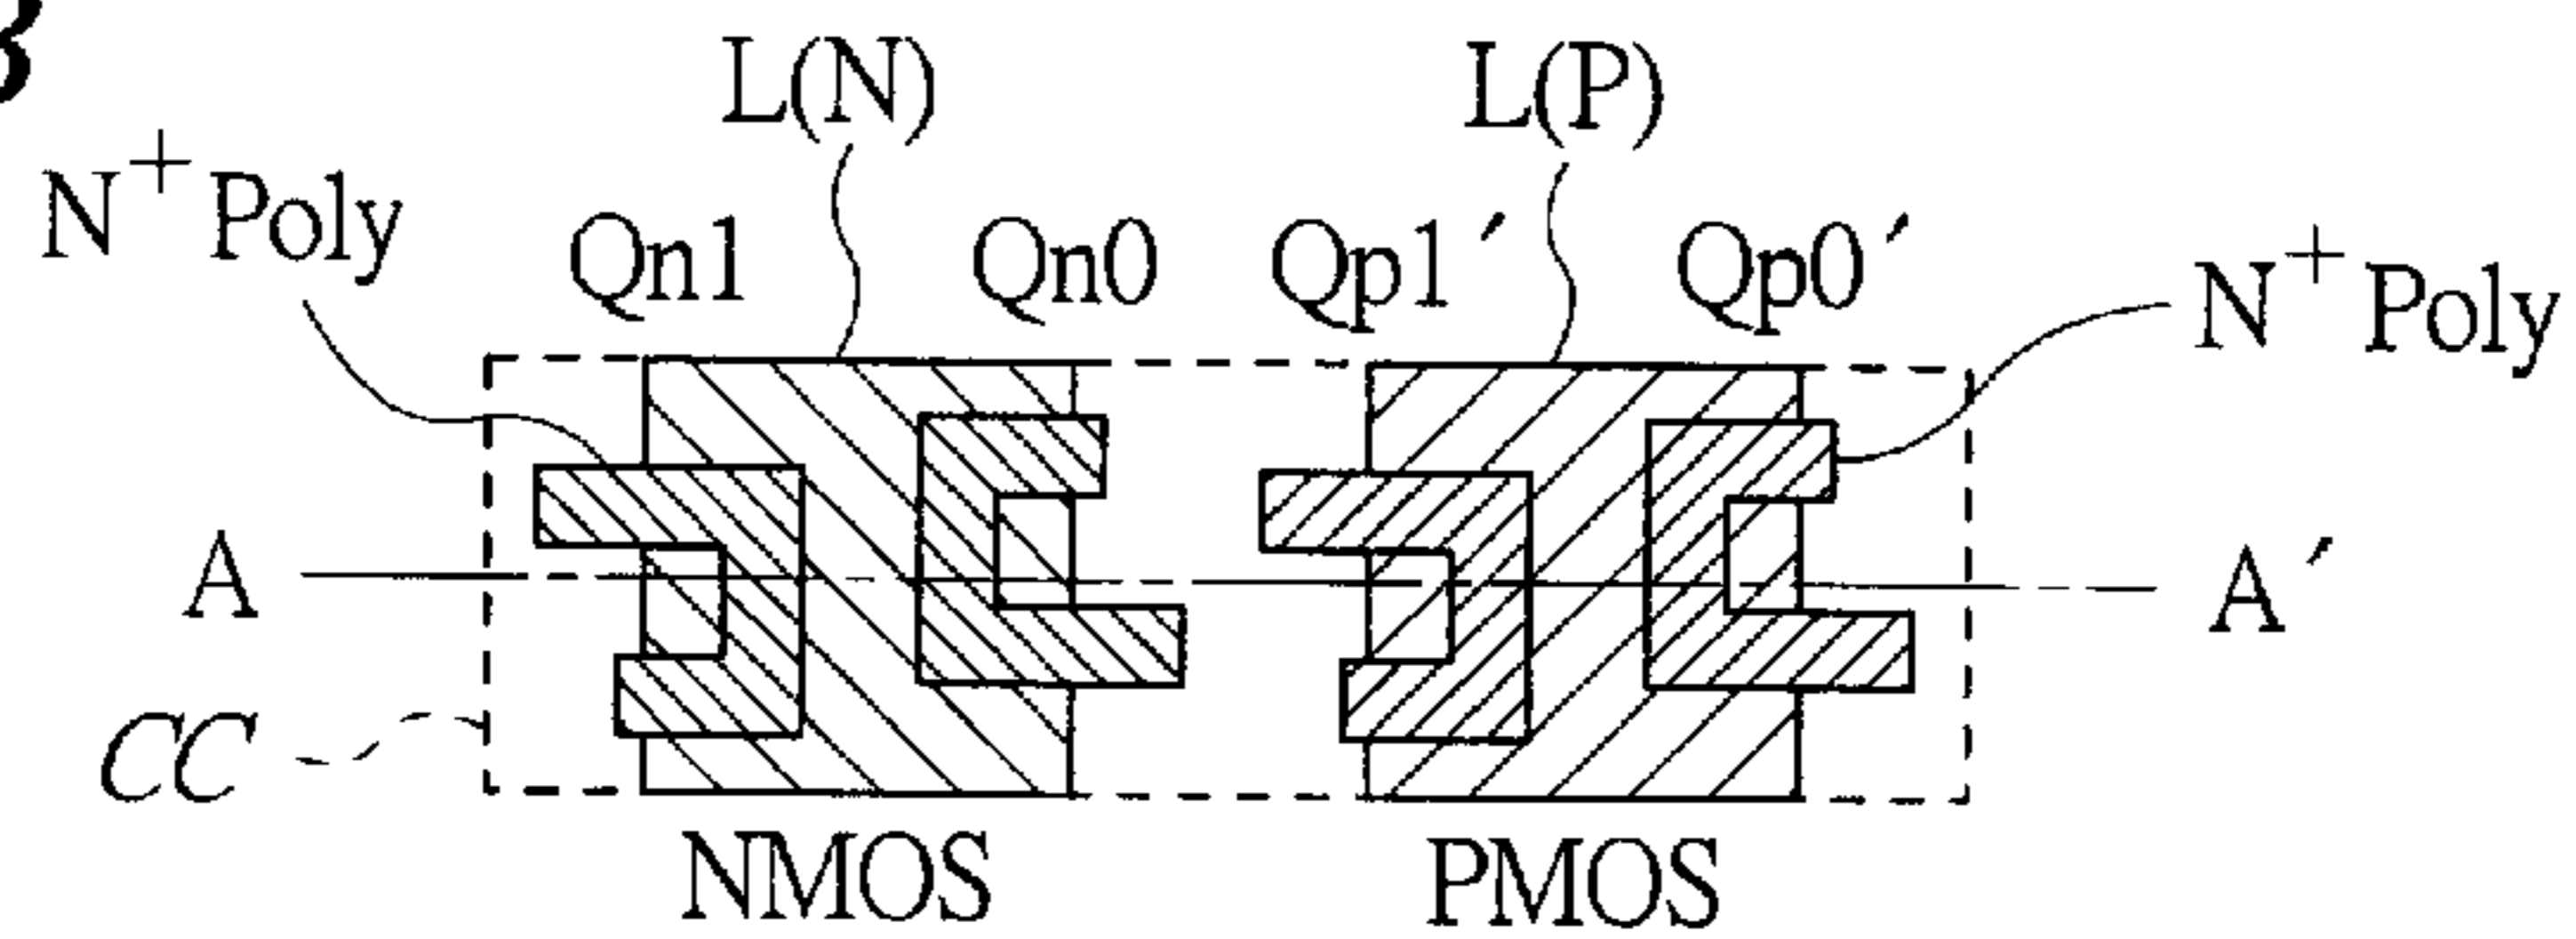 L(N) L(P)
N⁺ Poly Qn1 Qn0 Qp1′ Qp0′ N⁺ Poly
A A′
CC
NMOS PMOS